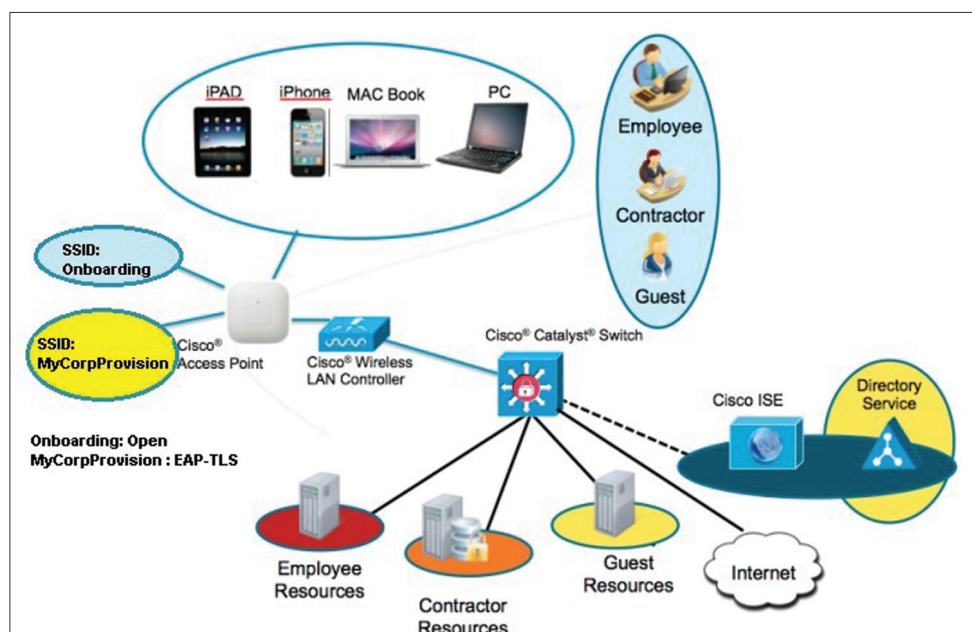 iPAD
iPhone
MAC Book
PC
Employee
Contractor
Guest
SSID:
Onboarding
SSID:
MyCorpProvision
Cisco®
Access Point
Cisco® Wireless
LAN Controller
Cisco® Catalyst® Switch
Cisco ISE
Directory
Service
Onboarding: Open
MyCorpProvision : EAP-TLS
Employee
Resources
Contractor
Resources
Guest
Resources
Internet